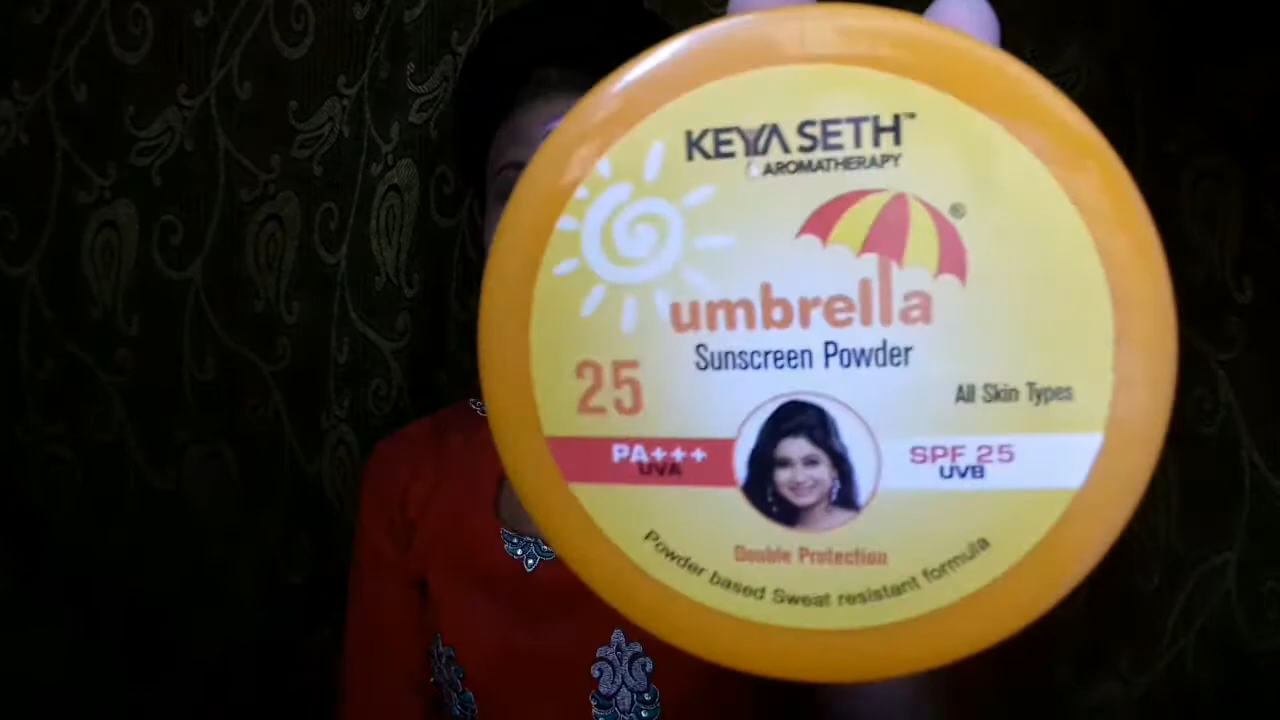 KEYA SETH™
AROMATHERAPY
®
umbrella
Sunscreen Powder
25
All Skin Types
PA+++
UVA
SPF 25
UVB
Double Protection
Powder based Sweat resistant formula